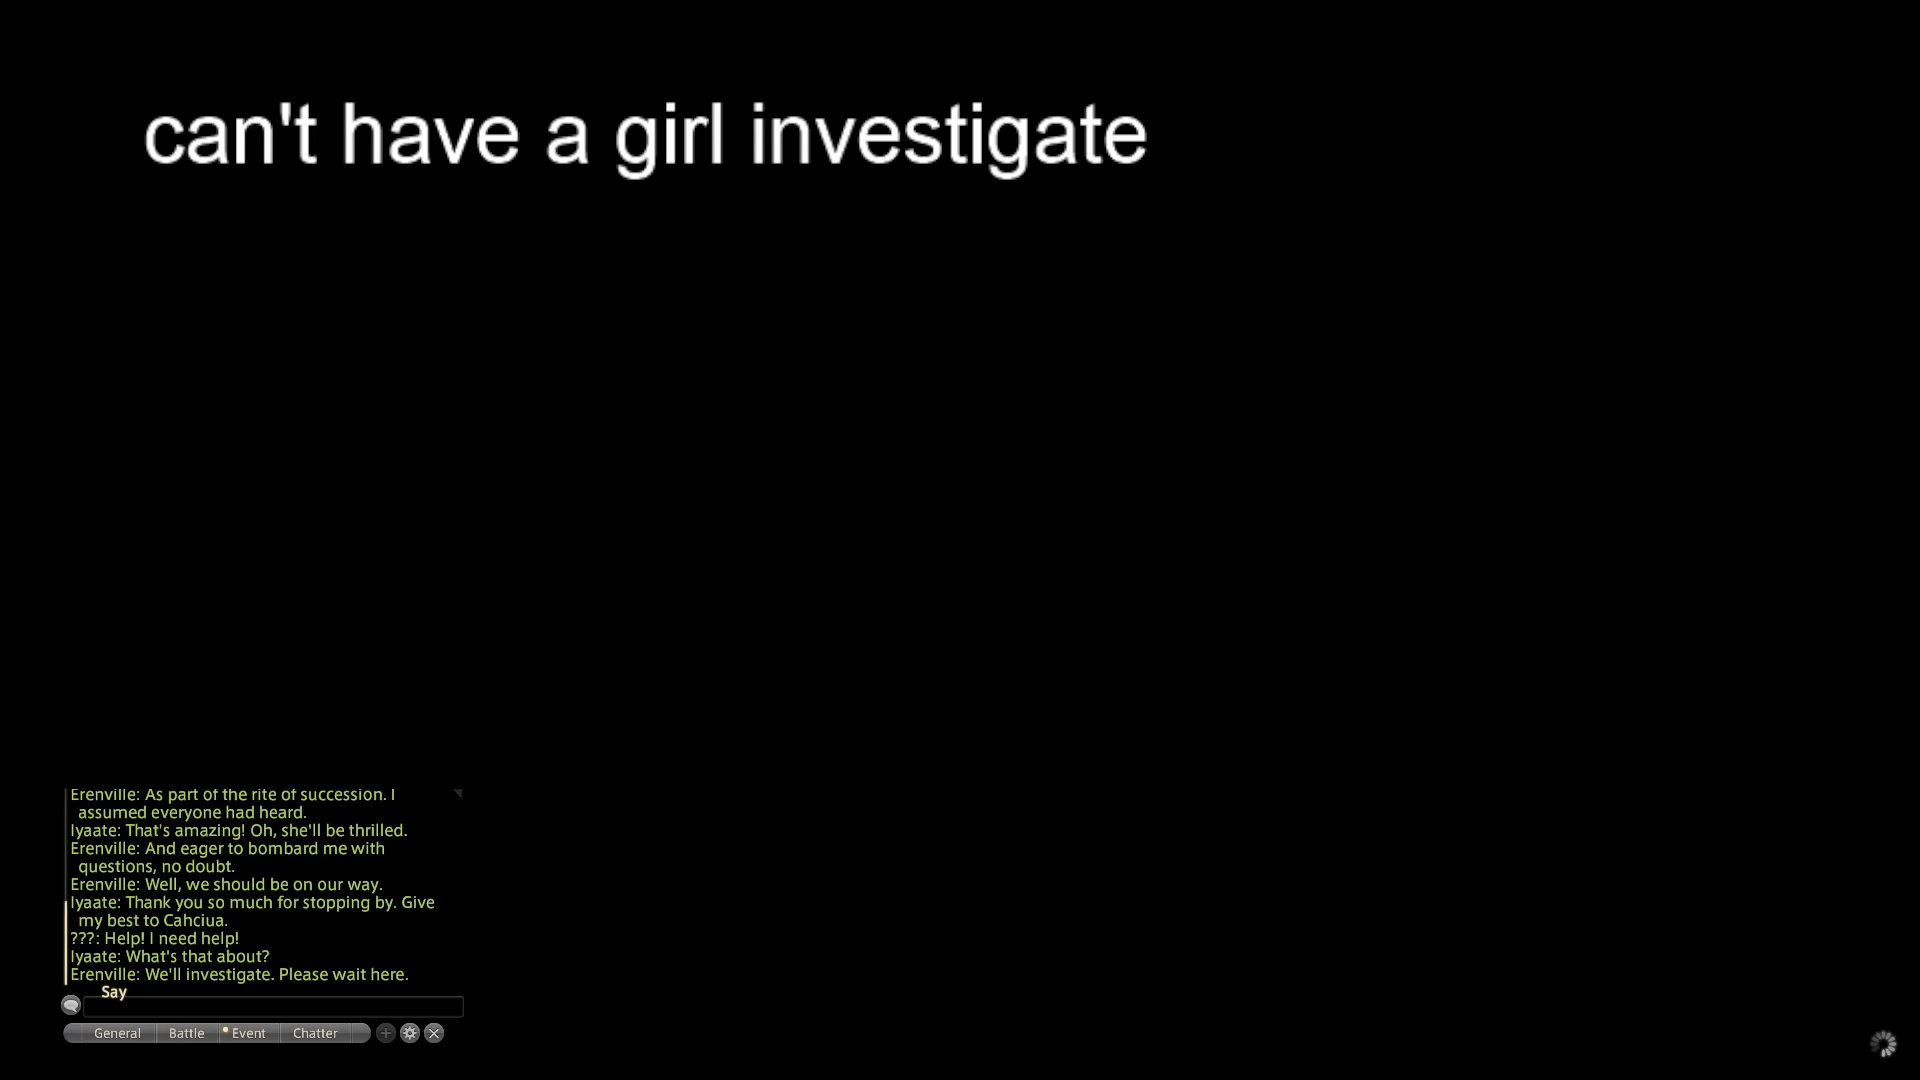 can't have a girl investigate
Erenville: As part of the rite of succession. I
assumed everyone had heard.
Iyaate: That's amazing! Oh, she'll be thrilled.
Erenville: And eager to bombard me with
questions, no doubt.
Erenville: Well, we should be on our way.
Iyaate: Thank you so much for stopping by. Give
my best to Cahciua.
???: Help! I need help!
Iyaate: What's that about?
Erenville: We'll investigate. Please wait here.
Say
General Battle Event Chatter